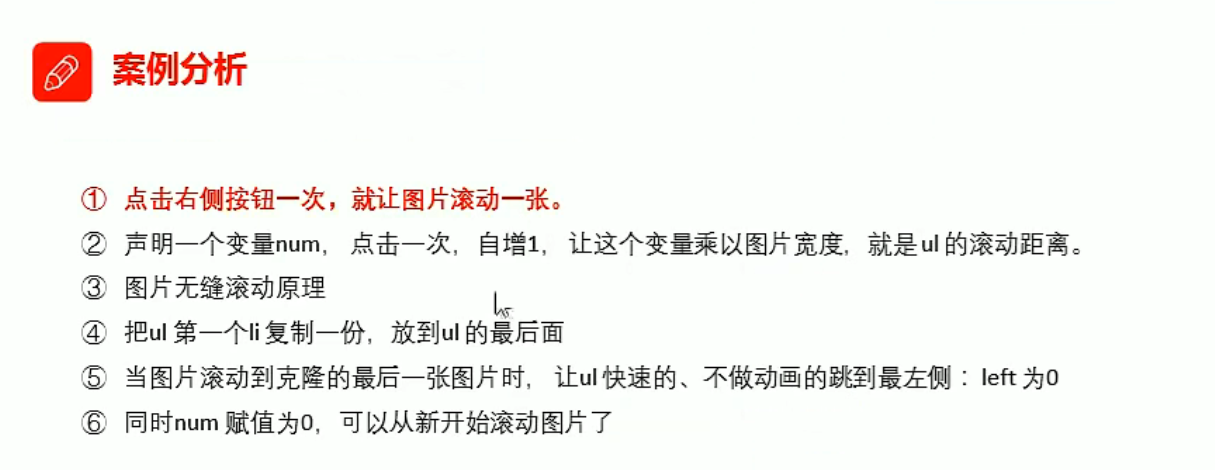 案例分析
① 点击右侧按钮一次，就让图片滚动一张。
② 声明一个变量num， 点击一次，自增1， 让这个变量乘以图片宽度，就是ul 的滚动距离。
③ 图片无缝滚动原理
④ 把ul 第一个li 复制一份，放到ul 的最后面
⑤ 当图片滚动到克隆的最后一张图片时， 让ul 快速的、不做动画的跳到最左侧： left 为0
⑥ 同时num 赋值为0，可以从新开始滚动图片了